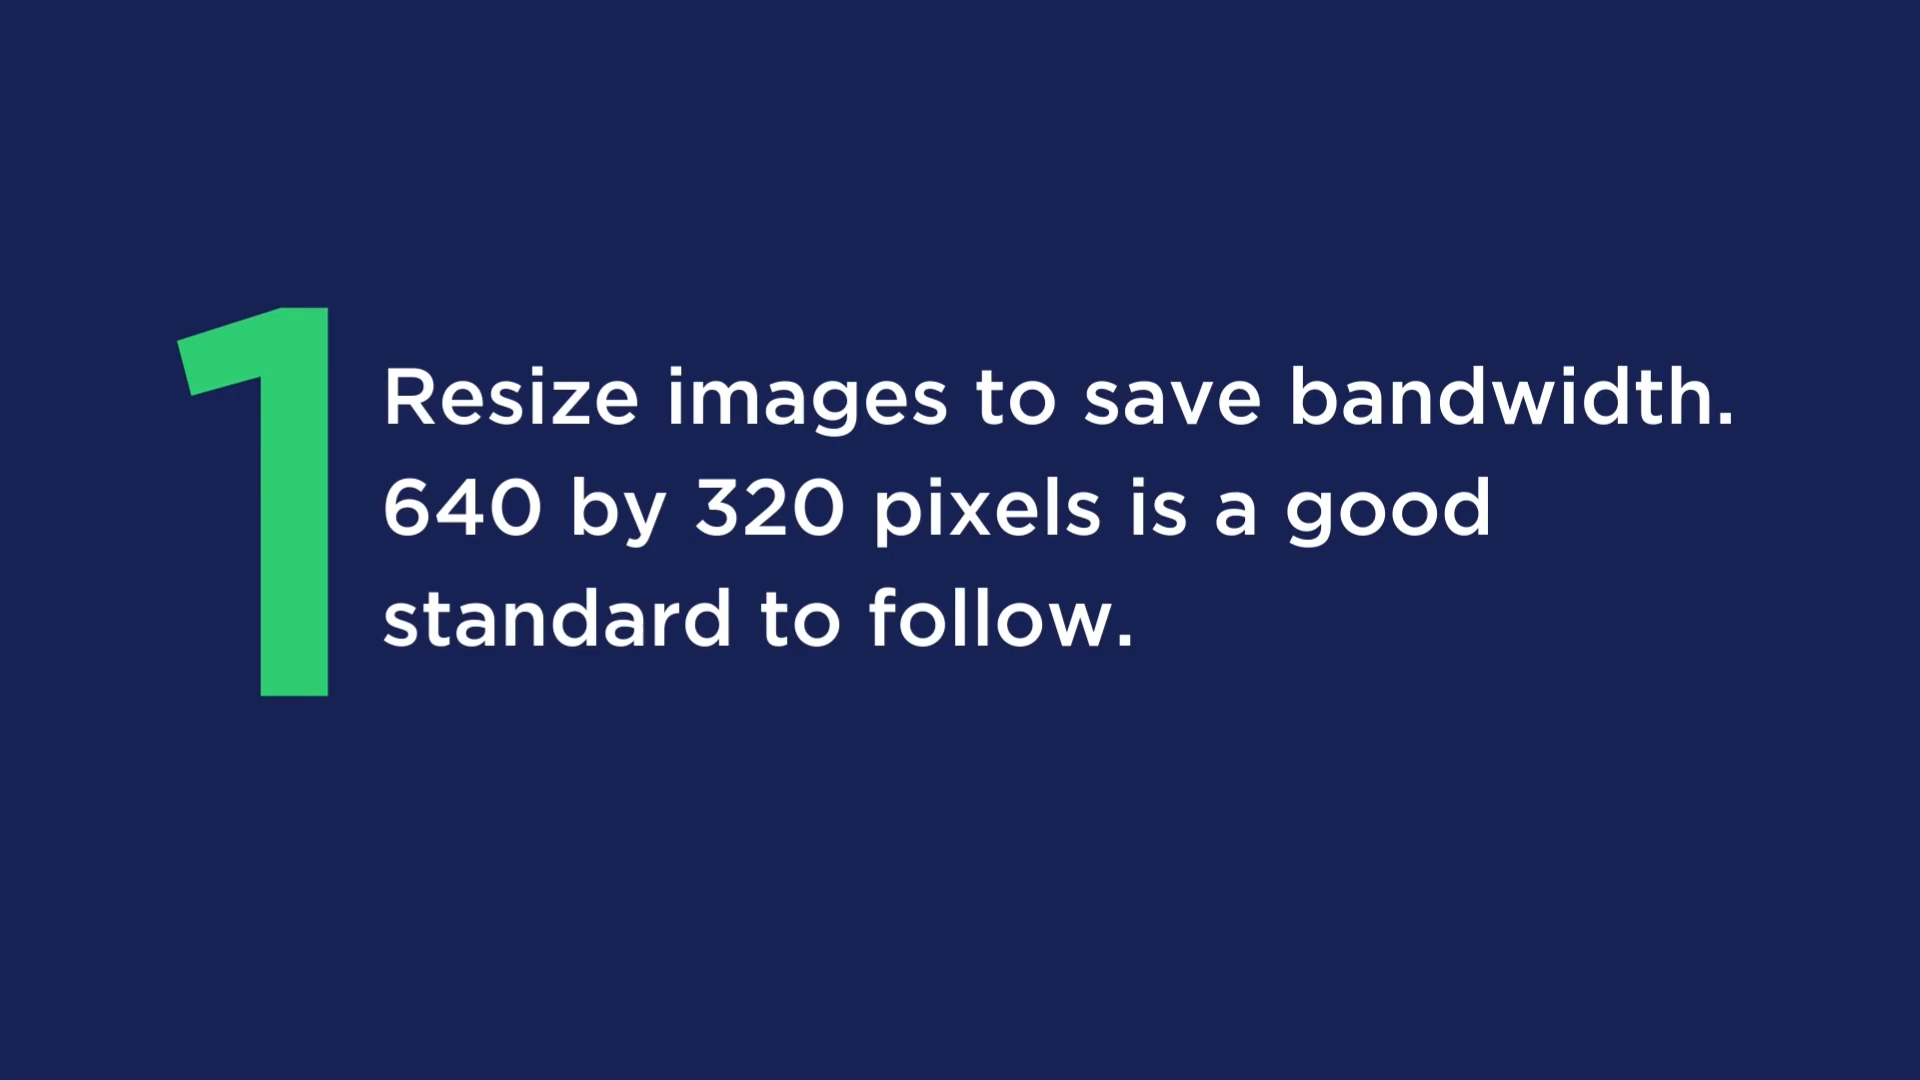 1
Resize images to save bandwidth.
640 by 320 pixels is a good
standard to follow.